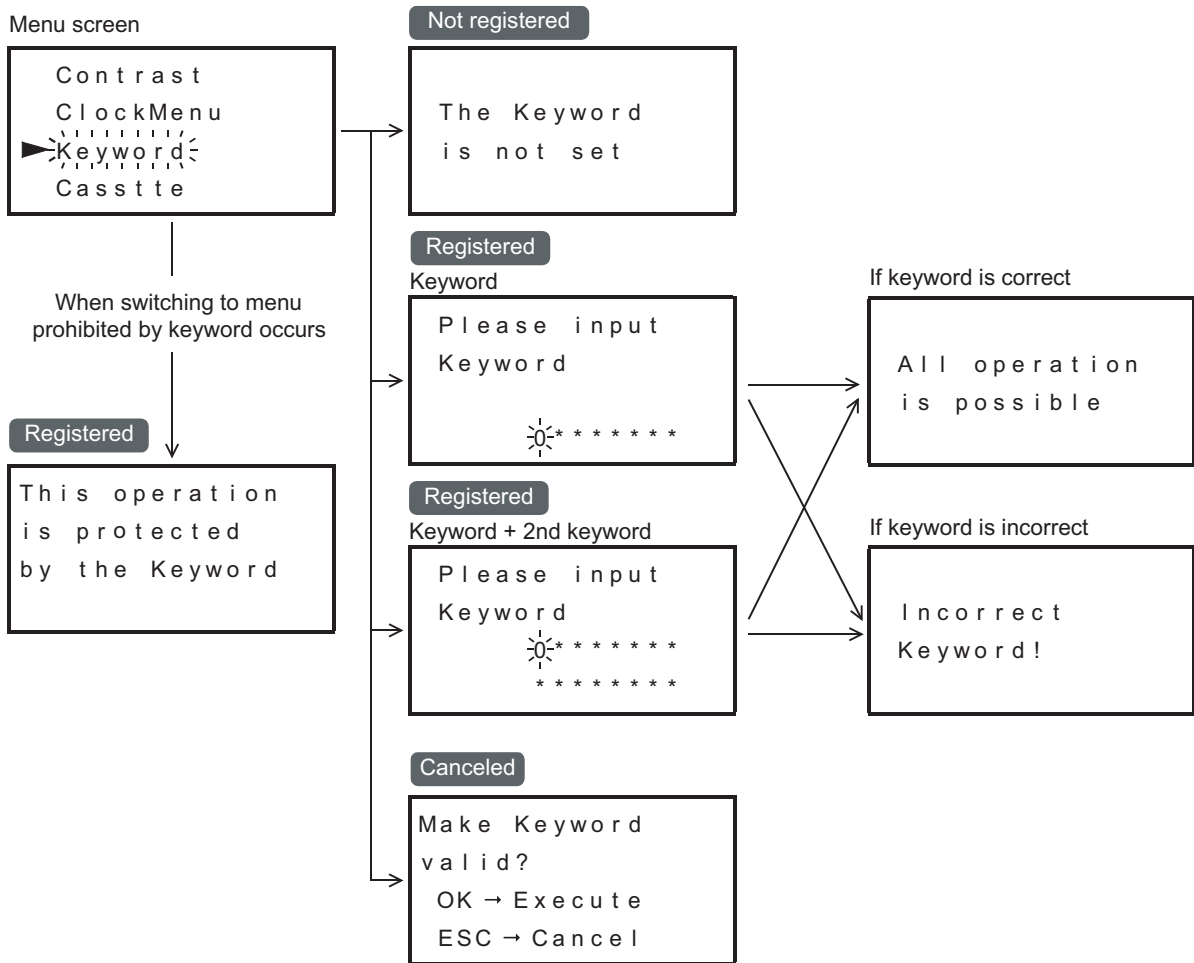 Menu screen
Contrast
ClockMenu
Keyword
Casstte
When switching to menu
prohibited by keyword occurs
Registered
This operation
is protected
by the Keyword
Not registered
The Keyword
is not set
Registered
Keyword
Please input
Keyword
0*******
Registered
Keyword + 2nd keyword
Please input
Keyword
0*******
********
Canceled
Make Keyword
valid?
OK → Execute
ESC → Cancel
If keyword is correct
All operation
is possible
If keyword is incorrect
Incorrect
Keyword!